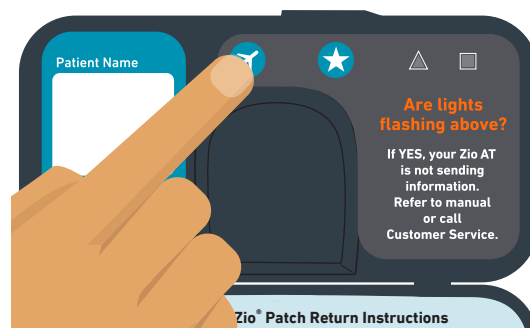 Patient Name
Are lights
flashing above?
If YES, your Zio AT
is not sending
information.
Refer to manual
or call
Customer Service.
Zio® Patch Return Instructions